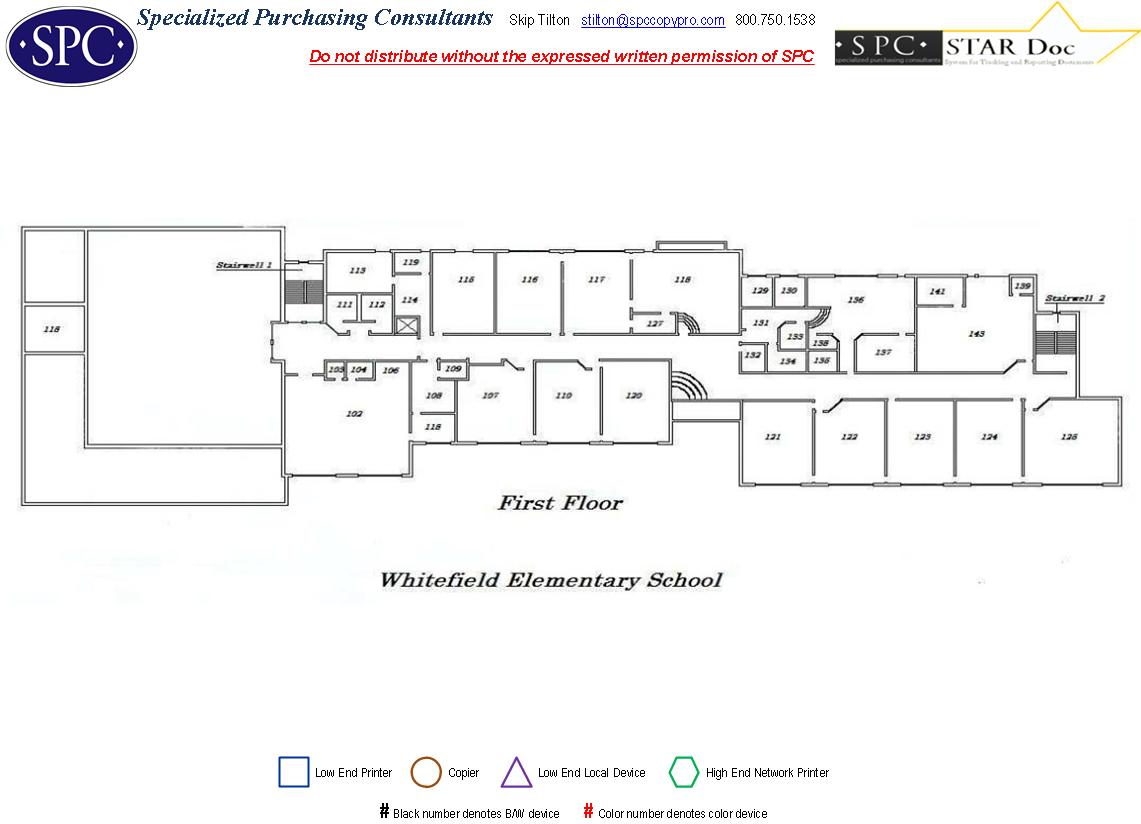 SPC
Specialized Purchasing Consultants Skip Tilton stilton@spccopypro.com 800.750.1538
Do not distribute without the expressed written permission of SPC
· S P C · STAR Doc
specialized purchasing consultants System for Tracking and Reporting Documents
Stairwell 1
113
119
115
116
117
118
129
130
136
141
139
Stairwell 2
111
112
114
127
131
133
138
143
118
132
134
135
137
103
104
106
109
102
108
107
110
120
118
121
122
123
124
125
First Floor
Whitefield Elementary School
Low End Printer
Copier
Low End Local Device
High End Network Printer
# Black number denotes B/W device
# Color number denotes color device